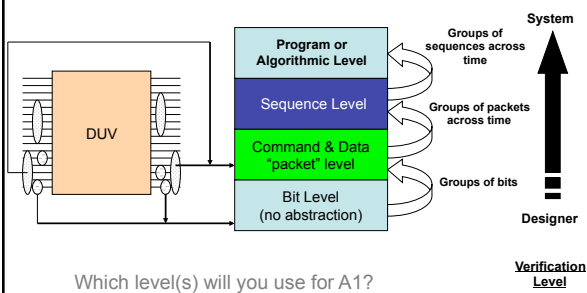 DUV
Program or
Algorithmic Level
Sequence Level
Command & Data
“packet” level
Bit Level
(no abstraction)
Groups of
sequences across
time
Groups of packets
across time
Groups of bits
System
Designer
Verification
Level
Which level(s) will you use for A1?